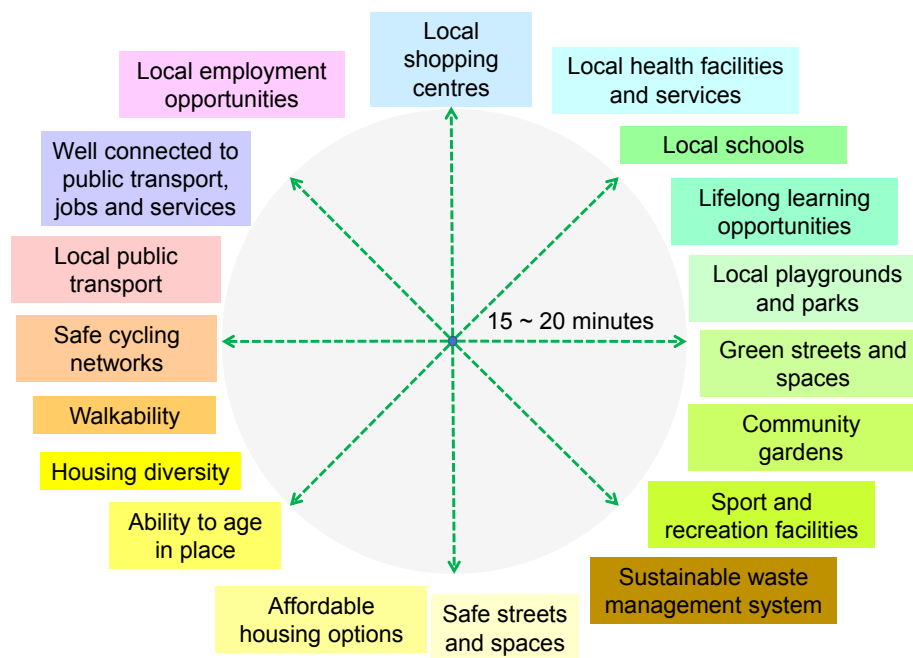 Local
shopping
centres
Local health facilities
and services
Local schools
Lifelong learning
opportunities
Local playgrounds
and parks
Green streets and
spaces
Community
gardens
Sport and
recreation facilities
Sustainable waste
management system
Safe streets
and spaces
Affordable
housing options
Ability to age
in place
Housing diversity
Walkability
Safe cycling
networks
Local public
transport
Well connected to
public transport,
jobs and services
Local employment
opportunities
15 ~ 20 minutes